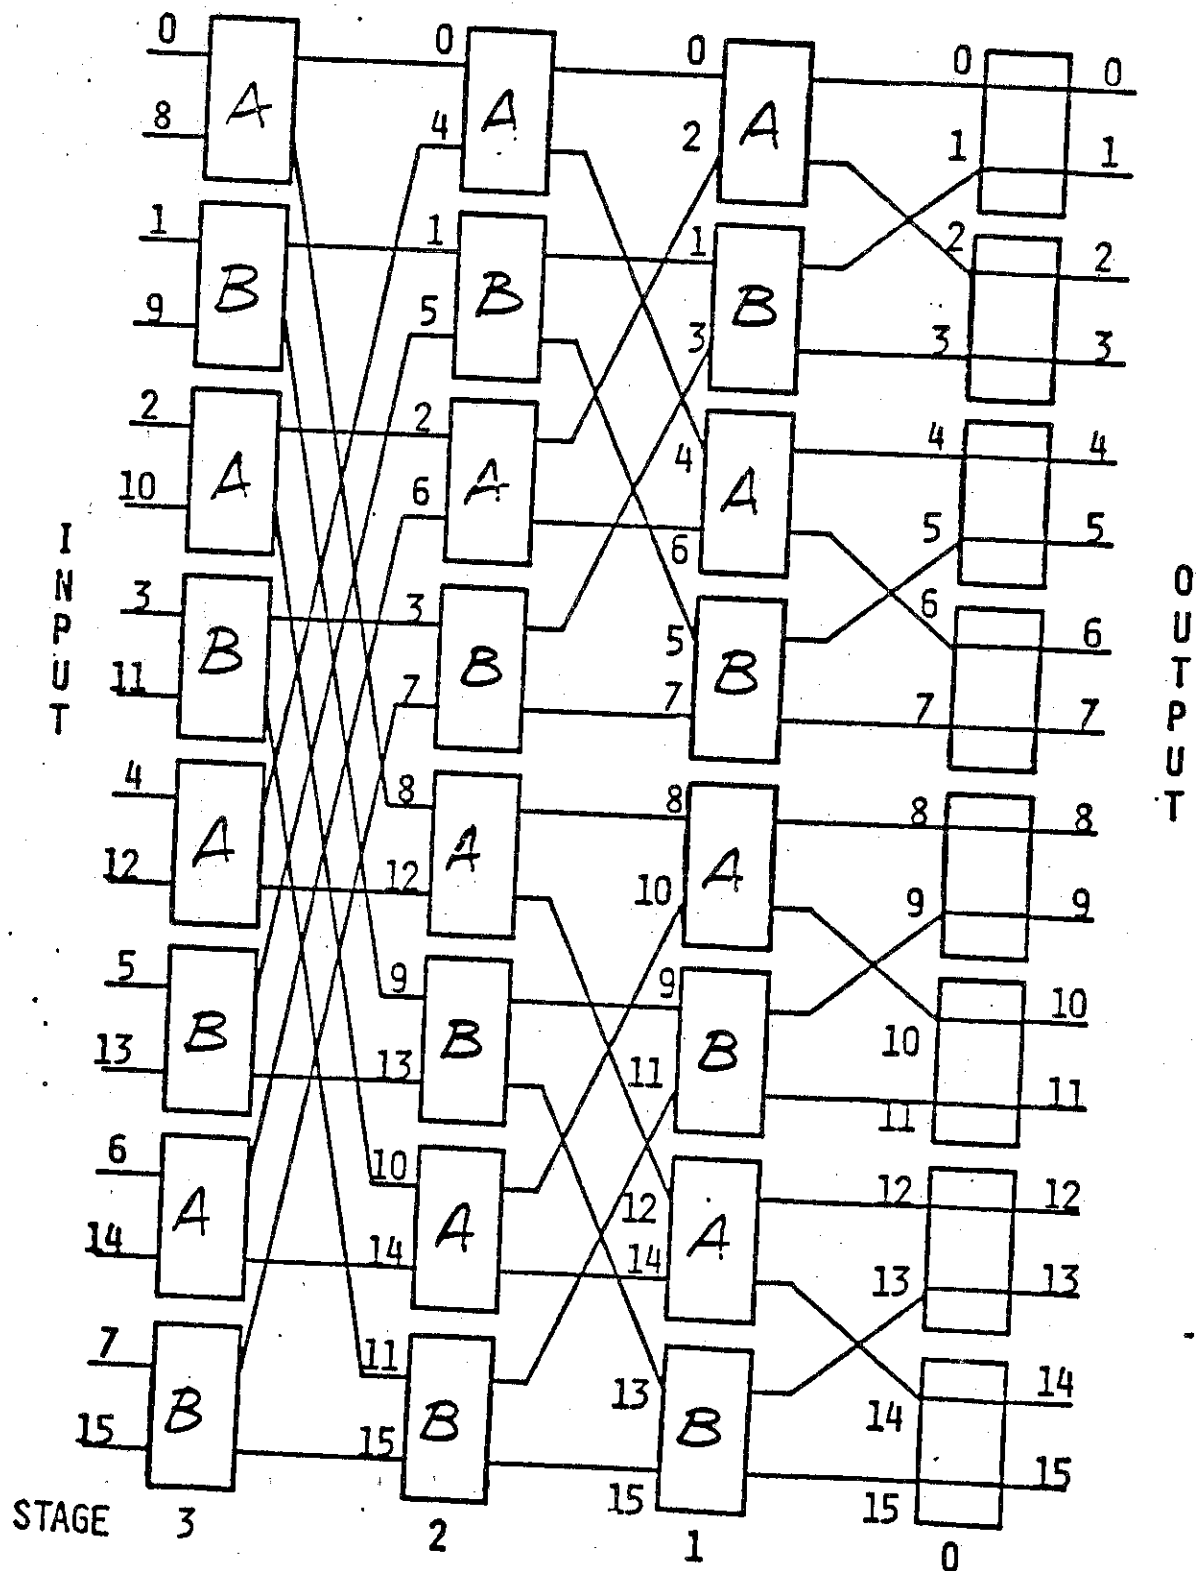 0 0 0 0 0
A A A
8 4 2 1 1
1 1 1 2 2
B B B
9 5 3 3 3
2 2 4 4 4
A A A
10 6 6 5 5
3 3 5 6 6
B B B
11 7 7 7 7
4 8 8 8 8
A A A
12 12 10 9 9
5 9 9 10 10
B B B
13 13 11 11 11
6 10 12 12 12
A A A
14 14 14 13 13
7 11 13 14 14
B B B
15 15 15 15 15
INPUT
OUTPUT
STAGE 3 2 1 0